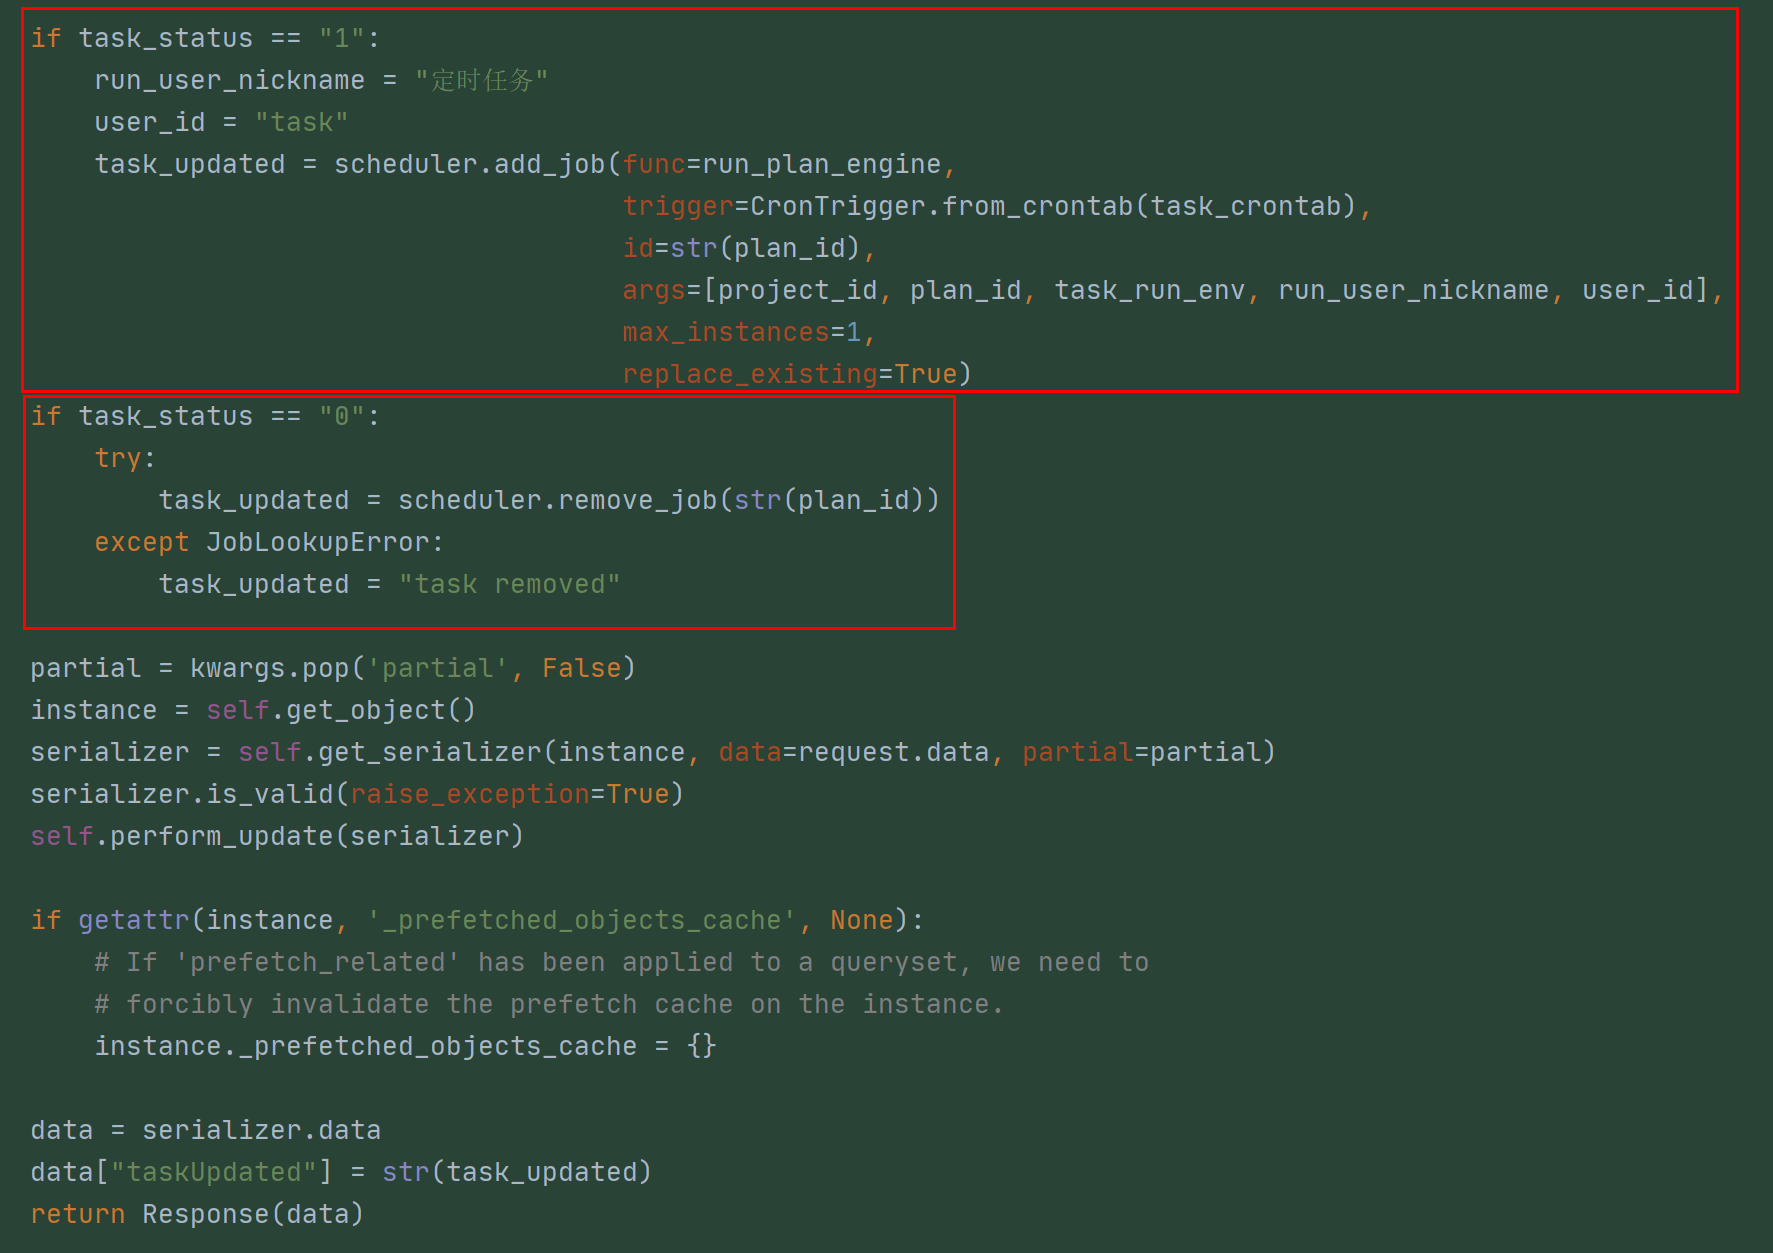 if task_status == "1":
    run_user_nickname = "定时任务"
    user_id = "task"
    task_updated = scheduler.add_job(func=run_plan_engine,
                                     trigger=CronTrigger.from_crontab(task_crontab),
                                     id=str(plan_id),
                                     args=[project_id, plan_id, task_run_env, run_user_nickname, user_id],
                                     max_instances=1,
                                     replace_existing=True)
if task_status == "0":
    try:
        task_updated = scheduler.remove_job(str(plan_id))
    except JobLookupError:
        task_updated = "task removed"

partial = kwargs.pop('partial', False)
instance = self.get_object()
serializer = self.get_serializer(instance, data=request.data, partial=partial)
serializer.is_valid(raise_exception=True)
self.perform_update(serializer)

if getattr(instance, '_prefetched_objects_cache', None):
    # If 'prefetch_related' has been applied to a queryset, we need to
    # forcibly invalidate the prefetch cache on the instance.
    instance._prefetched_objects_cache = {}

data = serializer.data
data["taskUpdated"] = str(task_updated)
return Response(data)